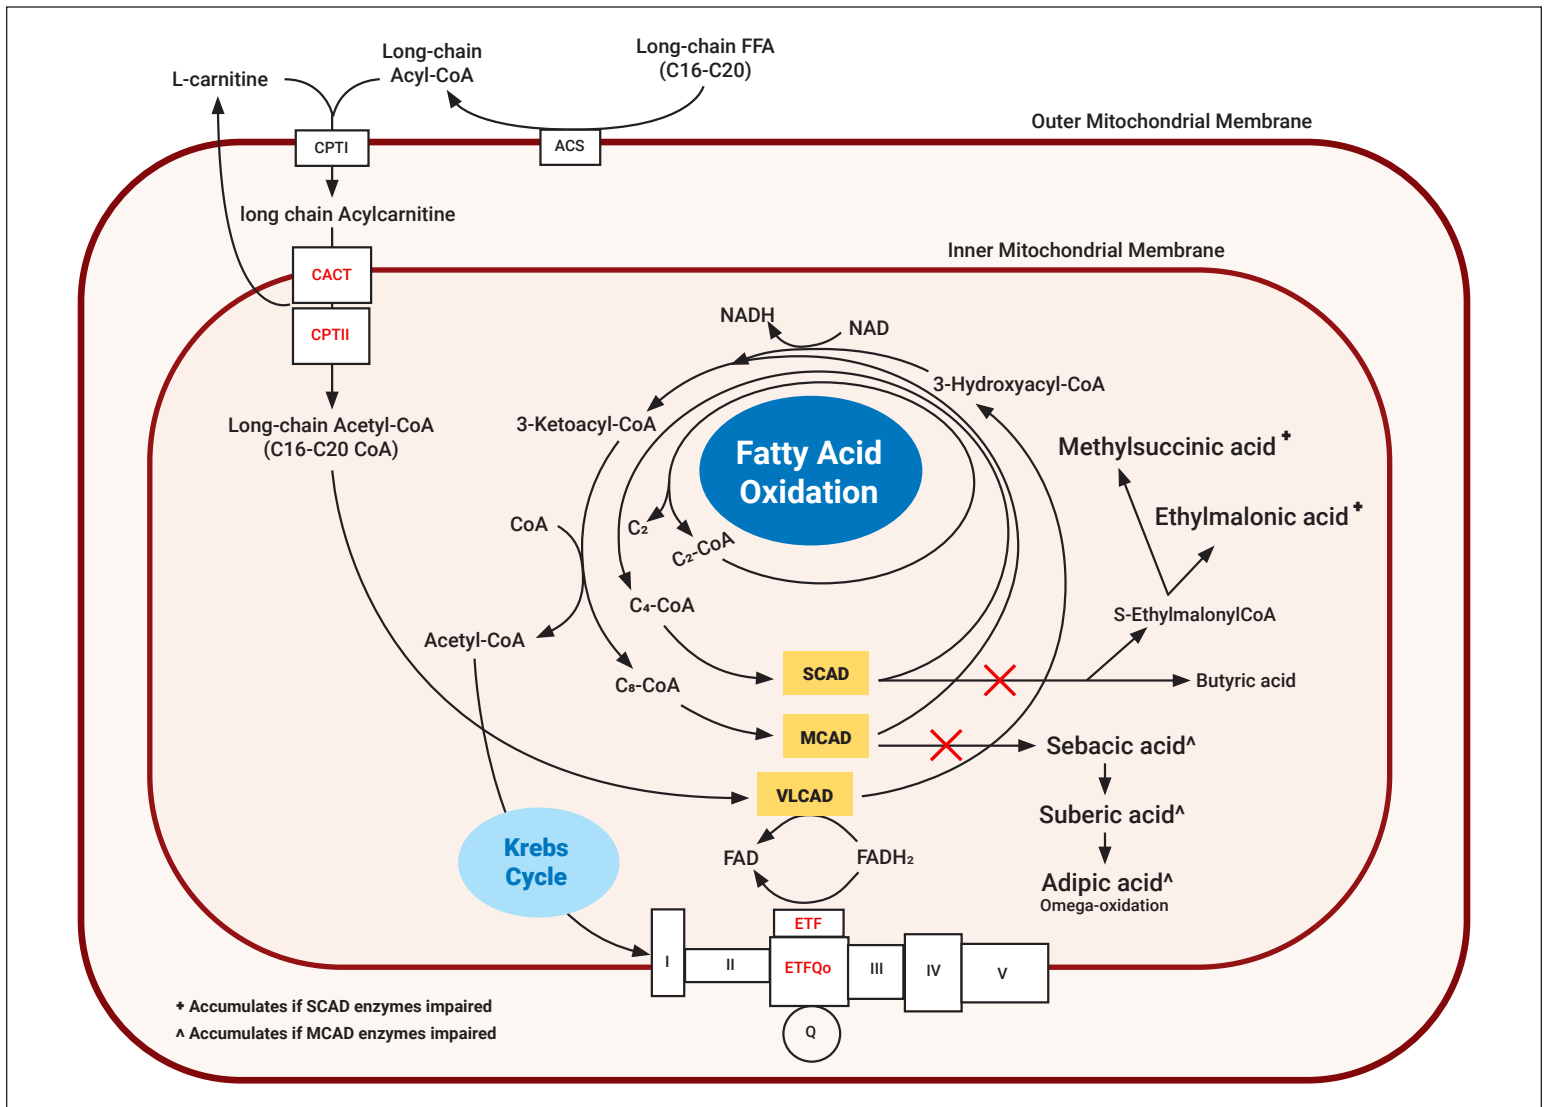 Long-chain
Acyl-CoA
Long-chain FFA
(C16-C20)
L-carnitine
Outer Mitochondrial Membrane
CPTI
ACS
long chain Acylcarnitine
Inner Mitochondrial Membrane
CACT
CPTII
NADH
NAD
3-Hydroxyacyl-CoA
Long-chain Acetyl-CoA
(C16-C20 CoA)
3-Ketoacyl-CoA
Fatty Acid
Oxidation
Methylsuccinic acid +
Ethylmalonic acid +
CoA
C₂
C₂-CoA
C₄-CoA
S-EthylmalonylCoA
Acetyl-CoA
C₈-CoA
SCAD
Butyric acid
MCAD
Sebacic acid^
VLCAD
Suberic acid^
Krebs
Cycle
FAD
FADH₂
Adipic acid^
Omega-oxidation
ETF
I
II
ETFQo
III
IV
V
Q
+ Accumulates if SCAD enzymes impaired
^ Accumulates if MCAD enzymes impaired